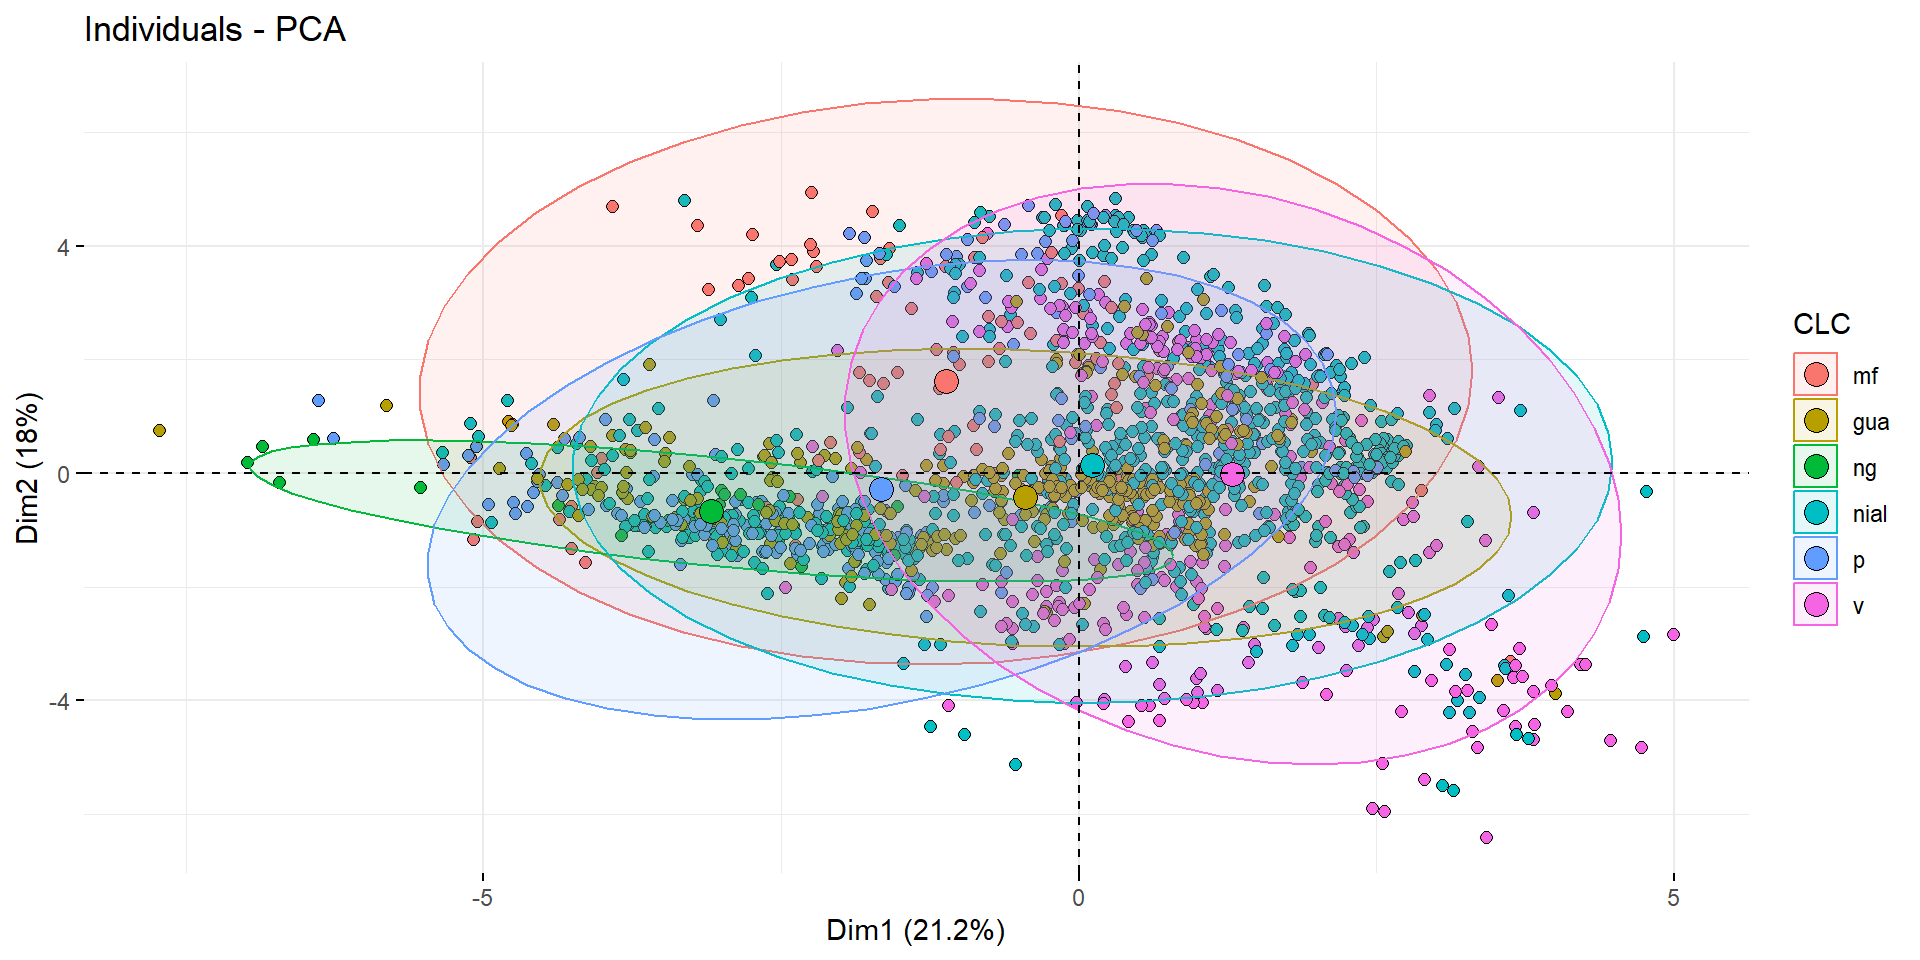 Individuals - PCA
4
0
-4
Dim2 (18%)
-5
0
5
Dim1 (21.2%)
CLC
mf
gua
ng
nial
p
v